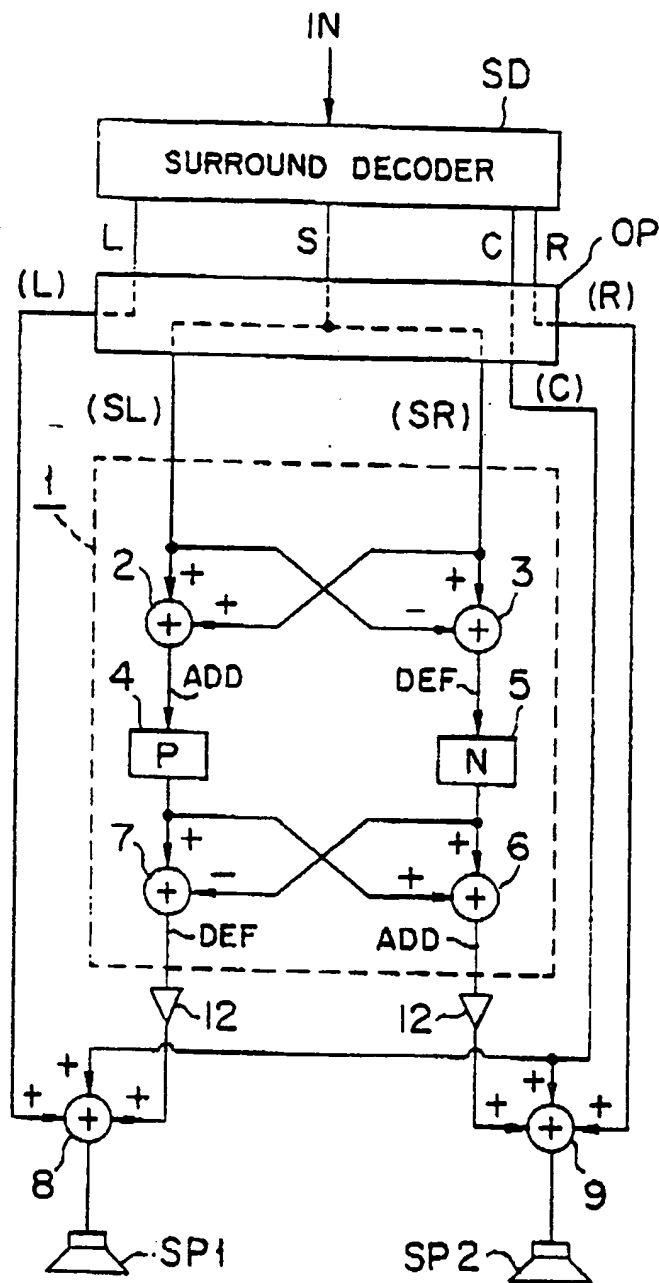 IN
SD
SURROUND DECODER
L S C R OP
(L) (R)
(C)
(SL) (SR)
1
2 + + - + 3
+ +
4 ADD DEF 5
P N
7 + - + + 6
+ +
DEF ADD
12 12
+ + + + + +
+ +
8 9
SP1 SP2